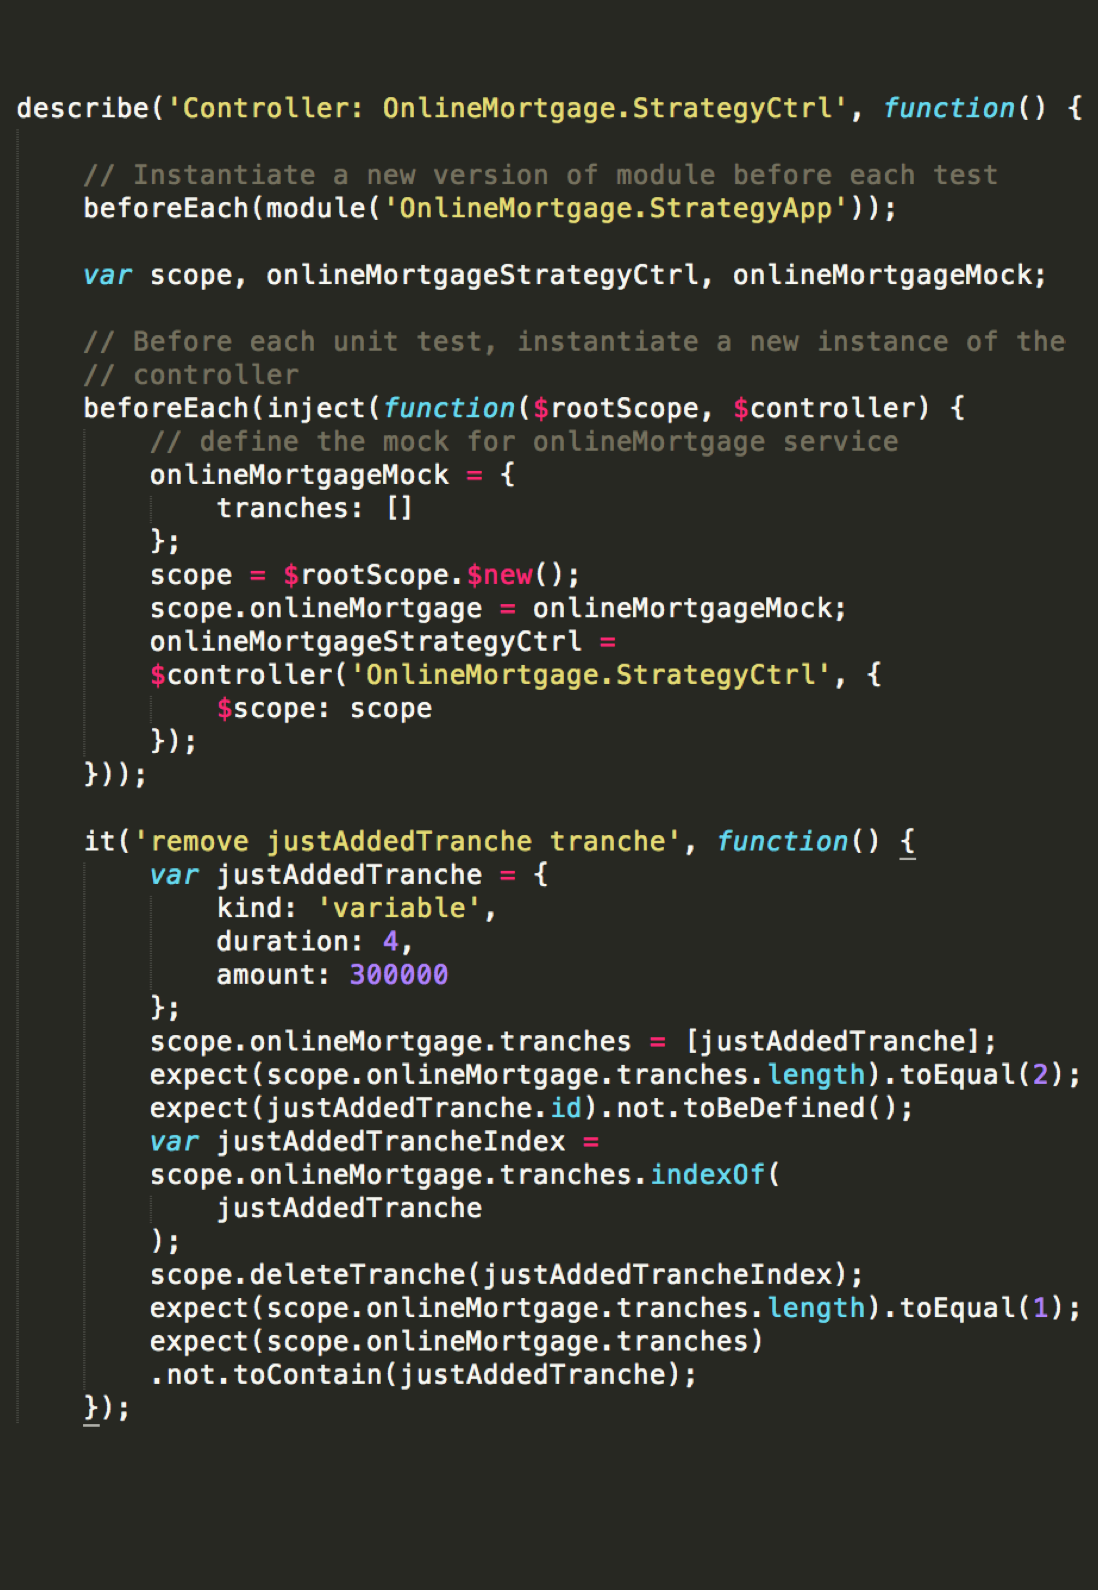 describe('Controller: OnlineMortgage.StrategyCtrl', function() {
// Instantiate a new version of module before each test
beforeEach(module('OnlineMortgage.StrategyApp'));
var scope, onlineMortgageStrategyCtrl, onlineMortgageMock;
// Before each unit test, instantiate a new instance of the
// controller
beforeEach(inject(function($rootScope, $controller) {
// define the mock for onlineMortgage service
onlineMortgageMock = {
tranches: []
};
scope = $rootScope.$new();
scope.onlineMortgage = onlineMortgageMock;
onlineMortgageStrategyCtrl =
$controller('OnlineMortgage.StrategyCtrl', {
$scope: scope
});
}));
it('remove justAddedTranche tranche', function() {
var justAddedTranche = {
kind: 'variable',
duration: 4,
amount: 300000
};
scope.onlineMortgage.tranches = [justAddedTranche];
expect(scope.onlineMortgage.tranches.length).toEqual(2);
expect(justAddedTranche.id).not.toBeDefined();
var justAddedTrancheIndex =
scope.onlineMortgage.tranches.indexOf(
justAddedTranche
);
scope.deleteTranche(justAddedTrancheIndex);
expect(scope.onlineMortgage.tranches.length).toEqual(1);
expect(scope.onlineMortgage.tranches)
.not.toContain(justAddedTranche);
});